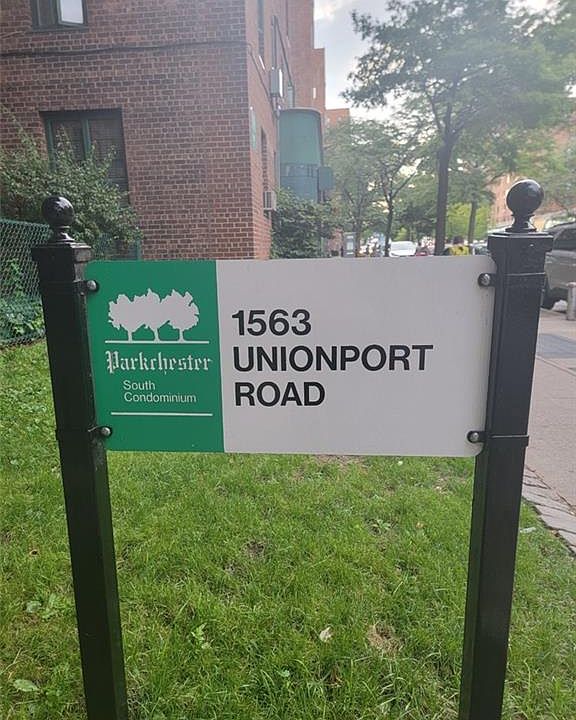 Parkchester
South
Condominium
1563
UNIONPORT
ROAD